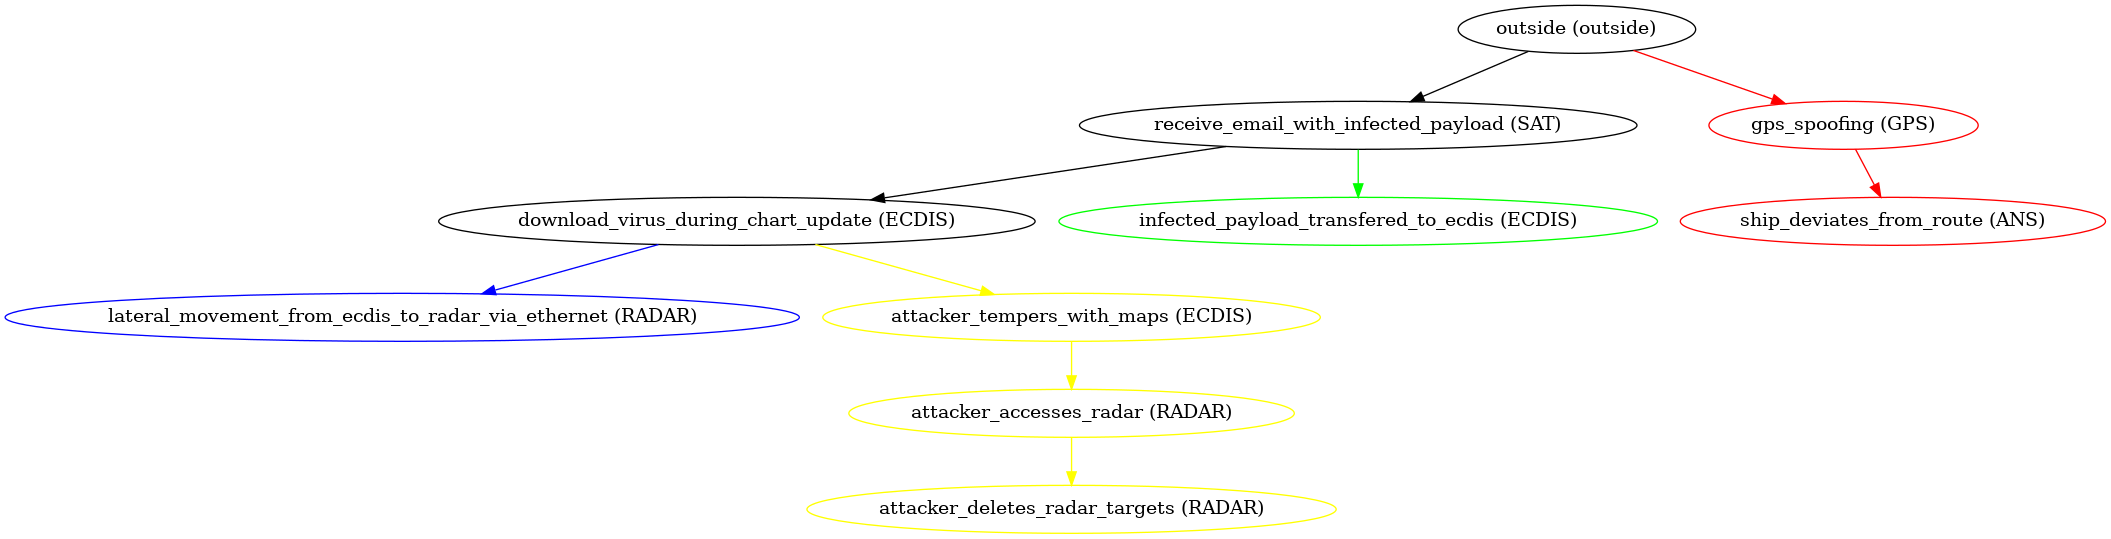 outside (outside)
receive_email_with_infected_payload (SAT)
gps_spoofing (GPS)
download_virus_during_chart_update (ECDIS)
infected_payload_transfered_to_ecdis (ECDIS)
ship_deviates_from_route (ANS)
lateral_movement_from_ecdis_to_radar_via_ethernet (RADAR)
attacker_tempers_with_maps (ECDIS)
attacker_accesses_radar (RADAR)
attacker_deletes_radar_targets (RADAR)